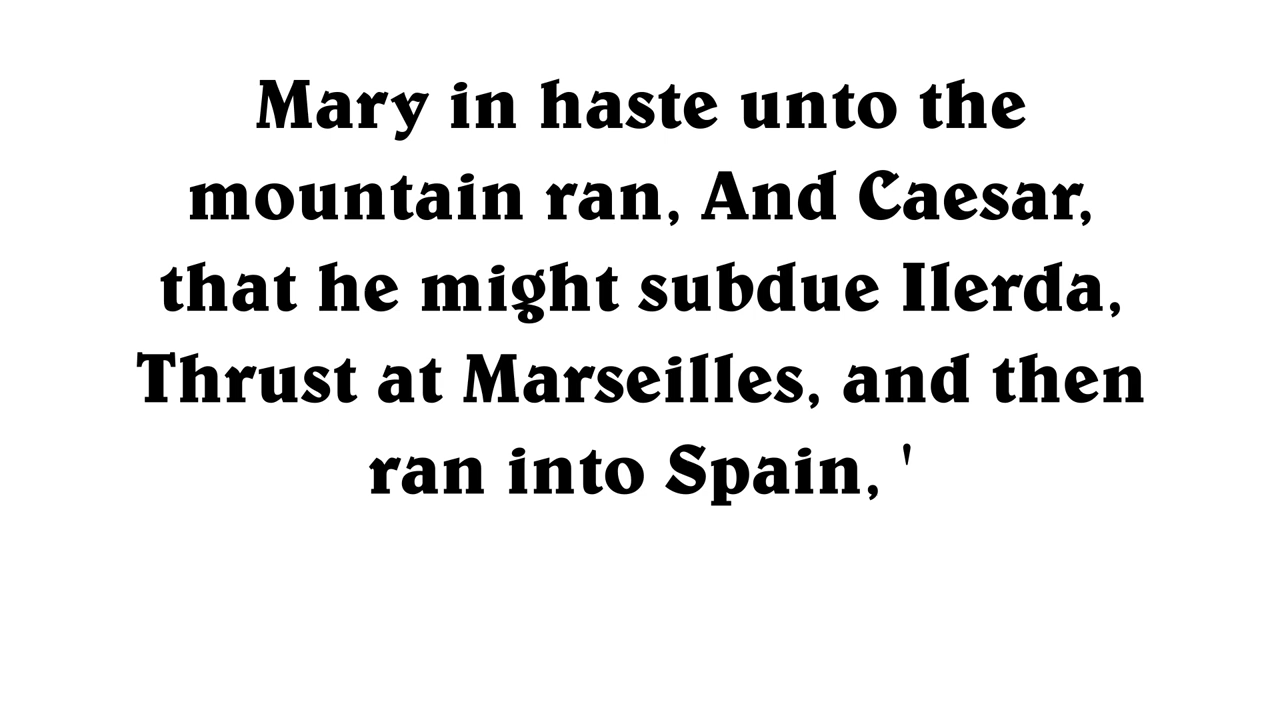 Mary in haste unto the
mountain ran, And Caesar,
that he might subdue Ilerda,
Thrust at Marseilles, and then
ran into Spain, '